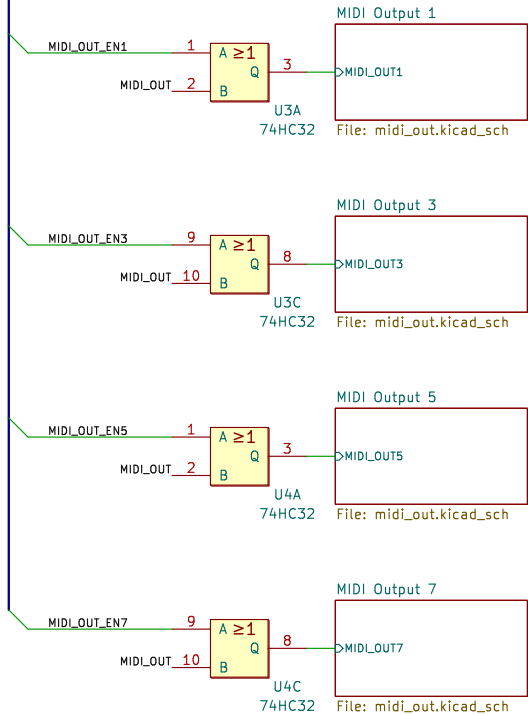 MIDI Output 1
MIDI_OUT_EN1 1 A ≥1
Q 3 MIDI_OUT1
MIDI_OUT 2 B
U3A
74HC32 File: midi_out.kicad_sch
MIDI Output 3
MIDI_OUT_EN3 9 A ≥1
Q 8 MIDI_OUT3
MIDI_OUT 10 B
U3C
74HC32 File: midi_out.kicad_sch
MIDI Output 5
MIDI_OUT_EN5 1 A ≥1
Q 3 MIDI_OUT5
MIDI_OUT 2 B
U4A
74HC32 File: midi_out.kicad_sch
MIDI Output 7
MIDI_OUT_EN7 9 A ≥1
Q 8 MIDI_OUT7
MIDI_OUT 10 B
U4C
74HC32 File: midi_out.kicad_sch